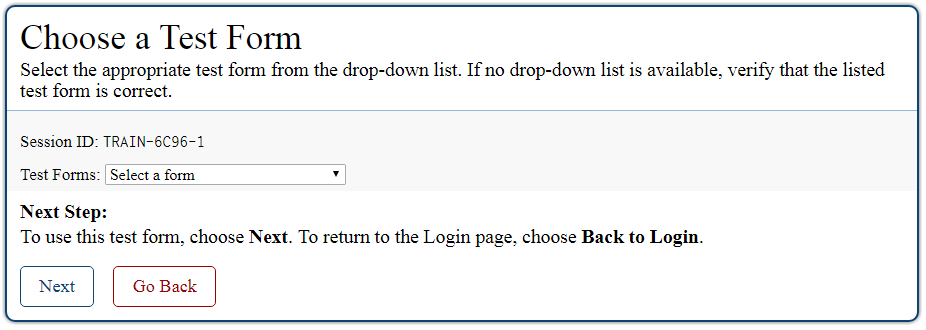 Choose a Test Form
Select the appropriate test form from the drop-down list. If no drop-down list is available, verify that the listed
test form is correct.
Session ID: TRAIN-6C96-1
Test Forms: Select a form
Next Step:
To use this test form, choose Next. To return to the Login page, choose Back to Login.
Next Go Back